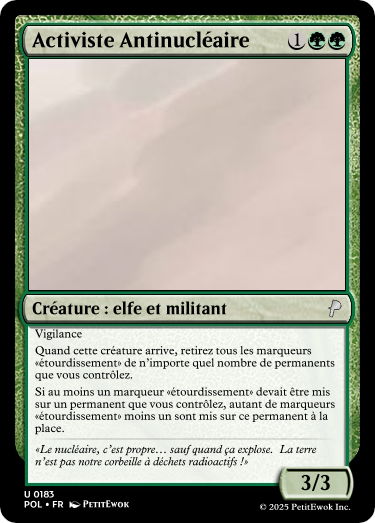 Activiste Antinucléaire 1
Créature : elfe et militant
Vigilance
Quand cette créature arrive, retirez tous les marqueurs
«étourdissement» de n'importe quel nombre de permanents
que vous contrôlez.
Si au moins un marqueur «étourdissement» devait être mis
sur un permanent que vous contrôlez, autant de marqueurs
«étourdissement» moins un sont mis sur ce permanent à la
place.
«Le nucléaire, c'est propre… sauf quand ça explose. La terre
n'est pas notre corbeille à déchets radioactifs !»
3/3
U 0183
POL • FR PetitEwok
© 2025 PetitEwok Inc.